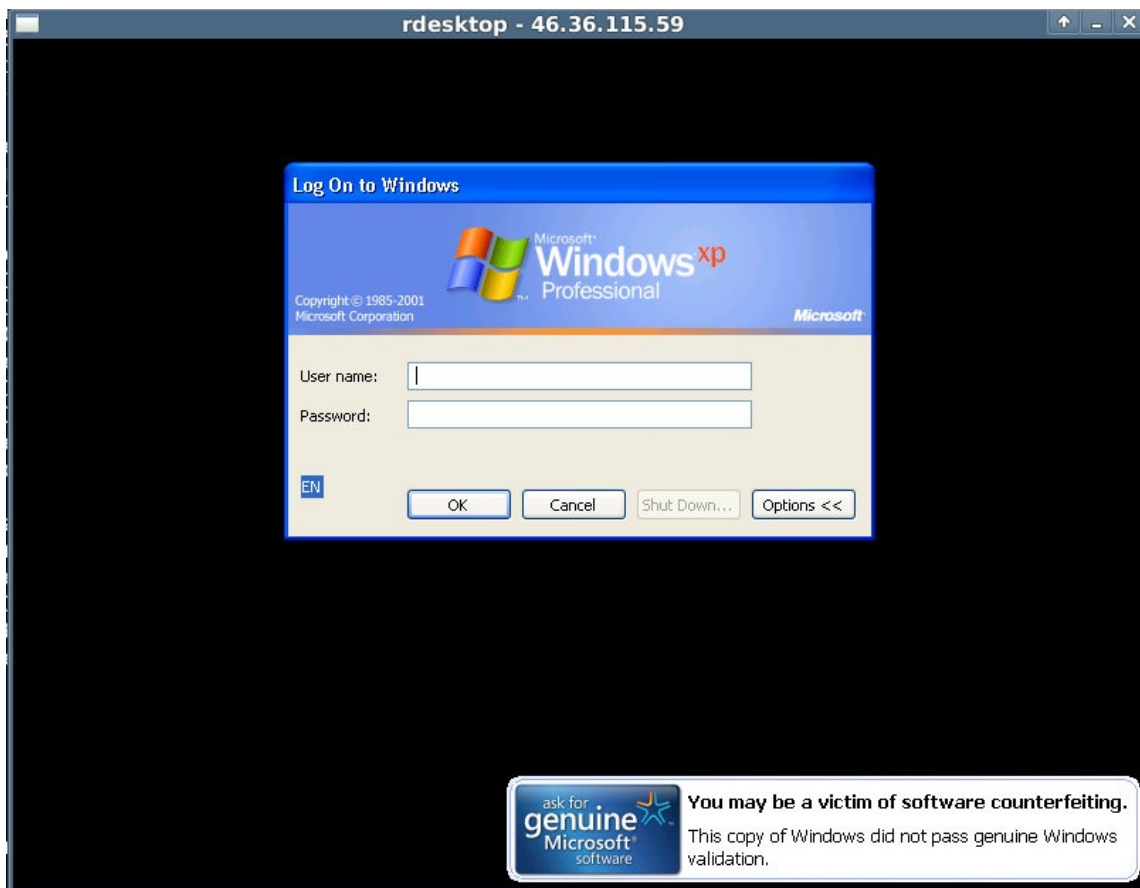 rdesktop - 46.36.115.59
Log On to Windows
Microsoft
Windows xp
Professional
Copyright © 1985-2001
Microsoft Corporation
Microsoft
User name:
Password:
EN
OK Cancel Shut Down... Options <<
ask for
genuine
Microsoft
software
You may be a victim of software counterfeiting.
This copy of Windows did not pass genuine Windows
validation.